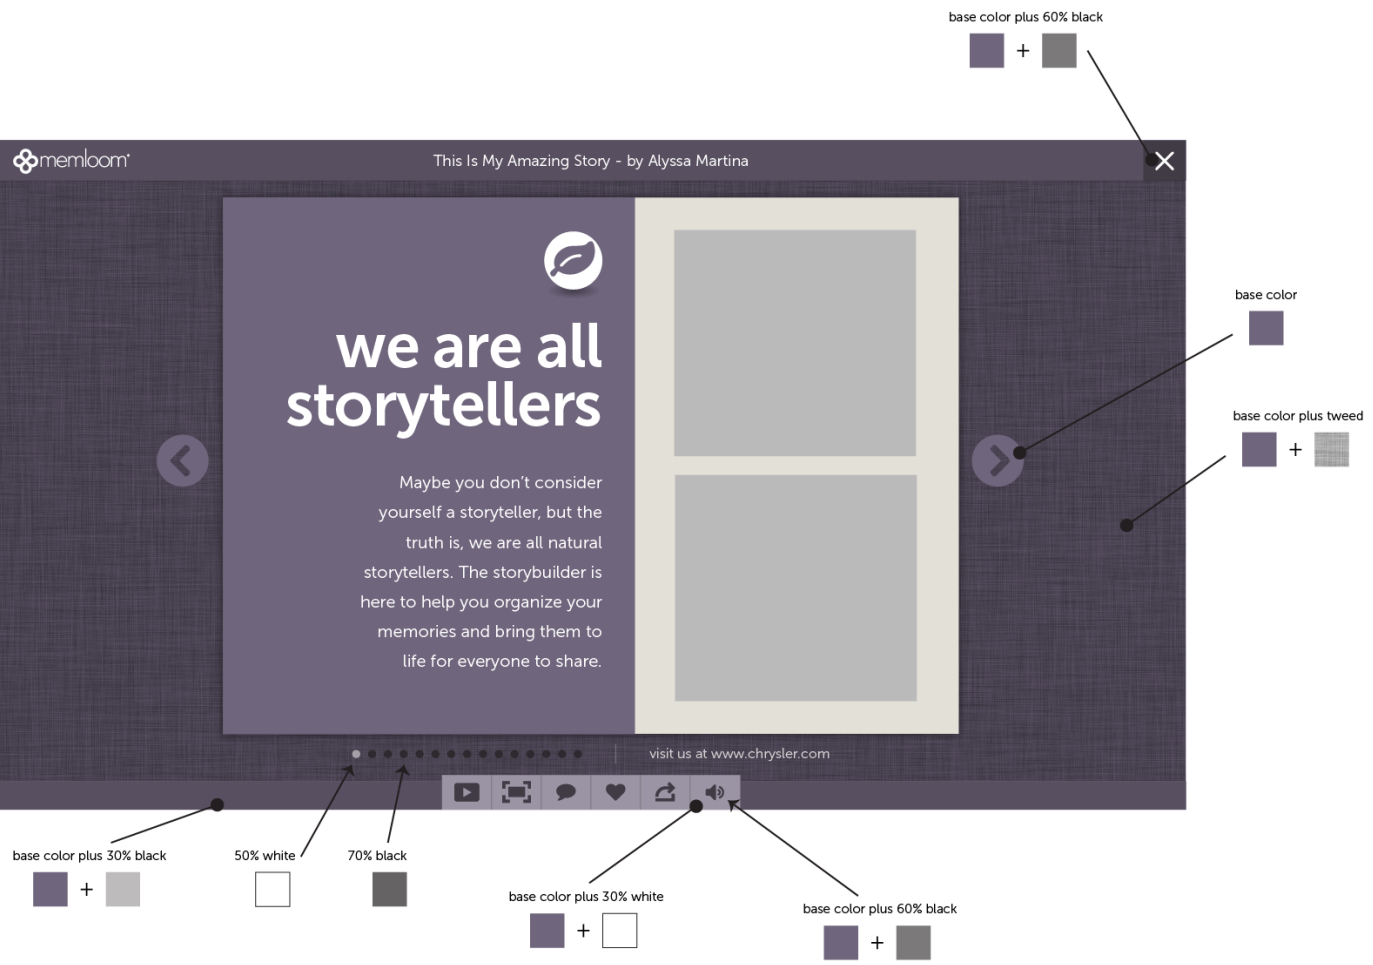 base color plus 60% black
+
memloom
This Is My Amazing Story - by Alyssa Martina
we are all
storytellers
Maybe you don't consider
yourself a storyteller, but the
truth is, we are all natural
storytellers. The storybuilder is
here to help you organize your
memories and bring them to
life for everyone to share.
base color
base color plus tweed
+
visit us at www.chrysler.com
base color plus 30% black
+
50% white
70% black
base color plus 30% white
+
base color plus 60% black
+